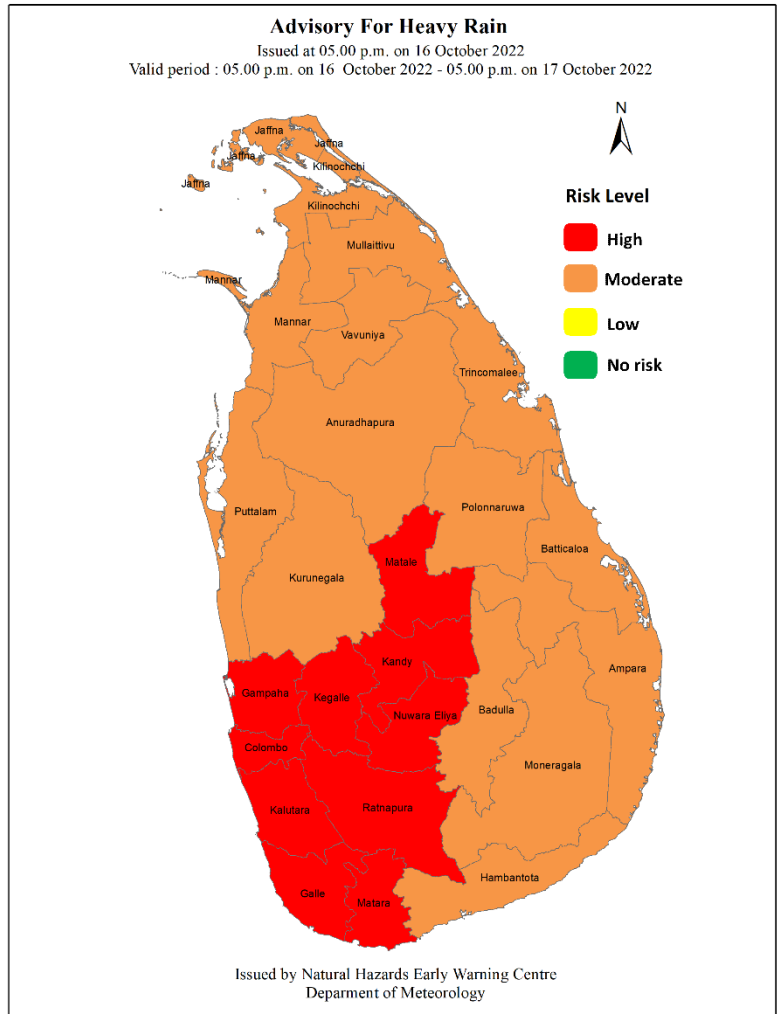 Advisory For Heavy Rain
Issued at 05.00 p.m. on 16 October 2022
Valid period : 05.00 p.m. on 16 October 2022 - 05.00 p.m. on 17 October 2022
N
Jaffna
Jaffna
Jaffna
Kilinochchi
Jaffna
Kilinochchi
Mullaittivu
Mannar
Mannar
Vavuniya
Trincomalee
Anuradhapura
Puttalam
Polonnaruwa
Batticaloa
Matale
Kurunegala
Kandy
Ampara
Gampaha
Kegalle
Nuwara Eliya
Badulla
Colombo
Moneragala
Kalutara
Ratnapura
Hambantota
Galle
Matara
Risk Level
High
Moderate
Low
No risk
Issued by Natural Hazards Early Warning Centre
Deparment of Meteorology